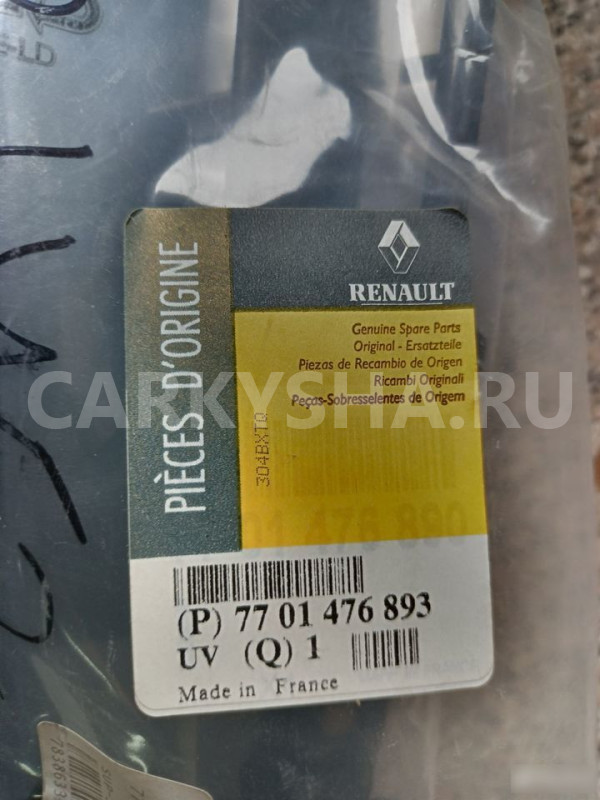 PIÈCES D'ORIGINE
RENAULT
Genuine Spare Parts
Original - Ersatzteile
Piezas de Recambio de Origen
Ricambi Originali
Peças-Sobresselentes de Origem
CARKYSHA.RU
304BXTQ
(P) 77 01 476 893
UV (Q) 1
Made in France